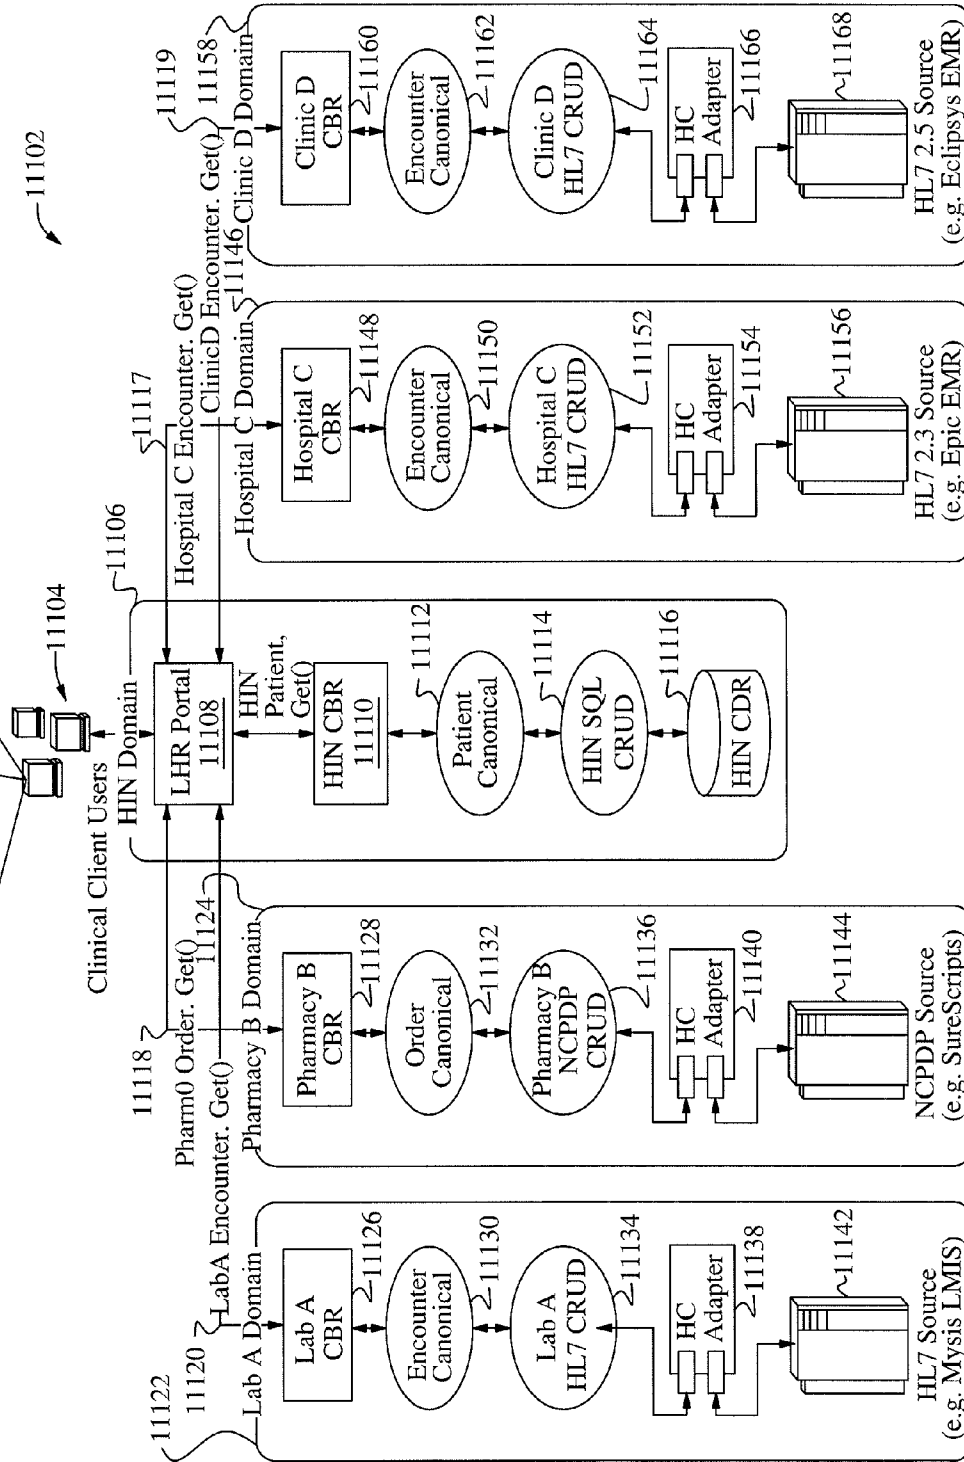 11102
11104
Clinical Client Users
11106
HIN Domain
LHR Portal
11108
HIN
Patient,
Get()
HIN CBR
11110
11112
Patient
Canonical
11114
HIN SQL
CRUD
11116
HIN CDR
11122
11120
LabA Encounter. Get()
Lab A Domain
Lab A
CBR
11126
Encounter
Canonical
11130
Lab A
HL7 CRUD
11134
HC
Adapter
11138
11142
HL7 Source
(e.g. Mysis LMIS)
11118
Pharm0 Order. Get()
11124
Pharmacy B Domain
Pharmacy B
CBR
11128
Order
Canonical
11132
Pharmacy B
NCPDP
CRUD
11136
HC
Adapter
11140
11144
NCPDP Source
(e.g. SureScripts)
11117
Hospital C Encounter. Get()
11146
Hospital C Domain
Hospital C
CBR
11148
Encounter
Canonical
11150
Hospital C
HL7 CRUD
11152
HC
Adapter
11154
11156
HL7 2.3 Source
(e.g. Epic EMR)
11119
ClinicD Encounter. Get()
11158
Clinic D Domain
Clinic D
CBR
11160
Encounter
Canonical
11162
Clinic D
HL7 CRUD
11164
HC
Adapter
11166
11168
HL7 2.5 Source
(e.g. Eclipsys EMR)